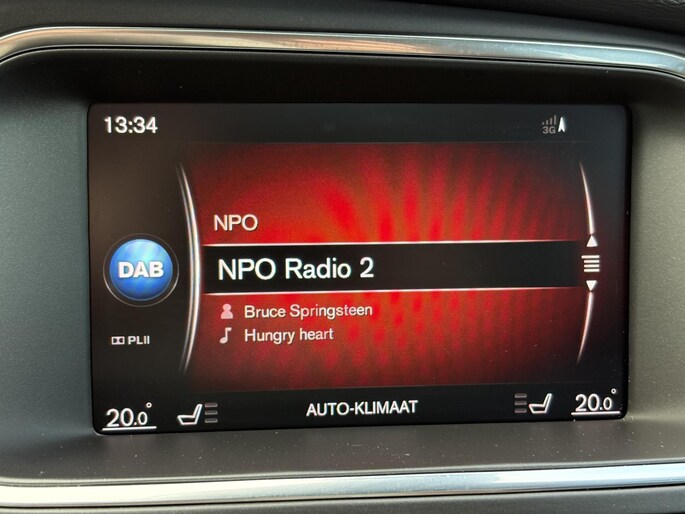 13:34
3G
NPO
NPO Radio 2
DAB
Bruce Springsteen
Hungry heart
PLII
20.0°
AUTO-KLIMAAT
20.0°